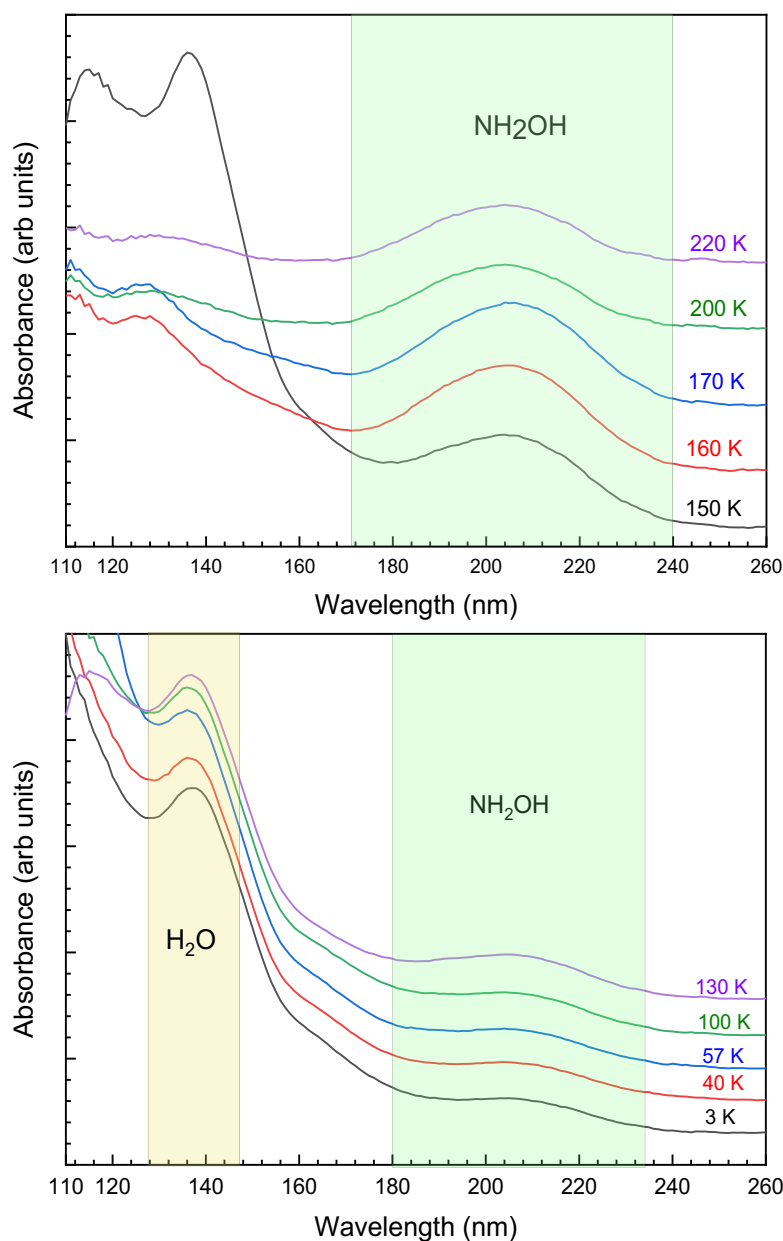 Absorbance (arb units)
NH2OH
220 K
200 K
170 K
160 K
150 K
110 120 140 160 180 200 220 240 260
Wavelength (nm)
Absorbance (arb units)
NH₂OH
H₂O
130 K
100 K
57 K
40 K
3 K
110 120 140 160 180 200 220 240 260
Wavelength (nm)